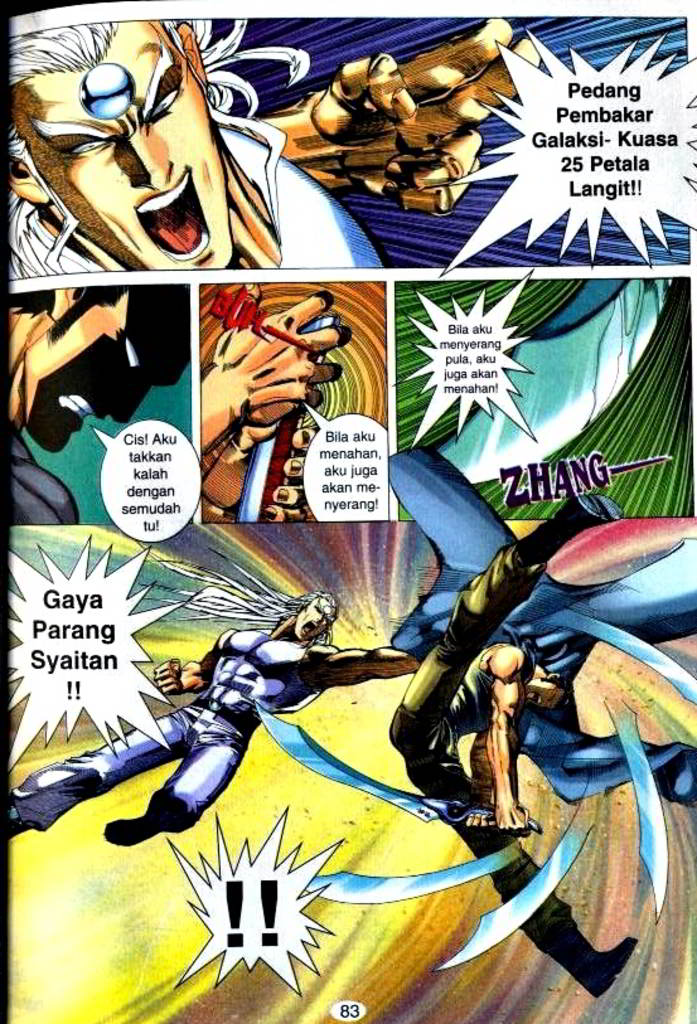 Pedang
Pembakar
Galaksi- Kuasa
25 Petala
Langit!!
Cis! Aku
takkan
kalah
dengan
semudah
tu!
BUK
Bila aku
menahan,
aku juga
akan me-
nyerang!
Bila aku
menyerang
pula, aku
juga akan
menahan!
ZHANG
Gaya
Parang
Syaitan
!!
!!
83